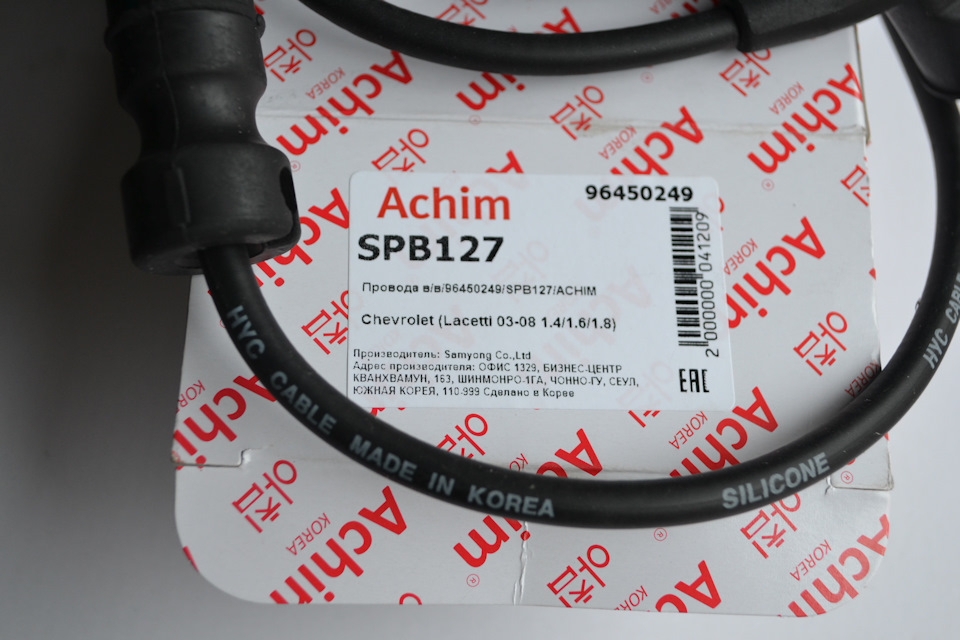 Achim
96450249
SPB127
Провода в/в/96450249/SPB127/ACHIM
Chevrolet (Lacetti 03-08 1.4/1.6/1.8)
Производитель: Samyong Co.,Ltd
Адрес производителя: ОФИС 1329, БИЗНЕС-ЦЕНТР
КВАНХВАМУН, 163, ШИНМОНРО-1ГА, ЧОННО-ГУ, СЕУЛ,
ЮЖНАЯ КОРЕЯ, 110-999 Сделано в Корее
2 000000 041209
EAC
HYC CABLE MADE IN KOREA
SILICONE
HYC CABLE
Achim
KOREA
아침